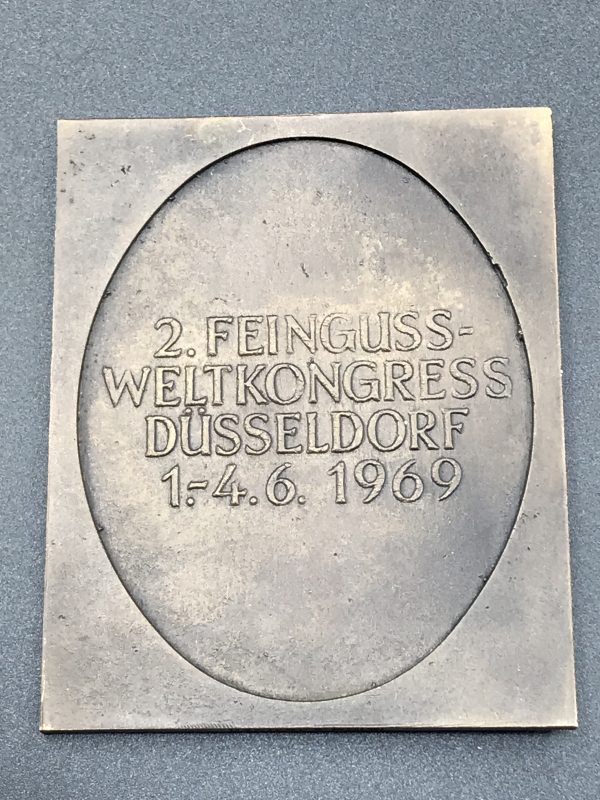 2. FEINGUSS-
WELTKONGRESS
DÜSSELDORF
1.-4. 6. 1969